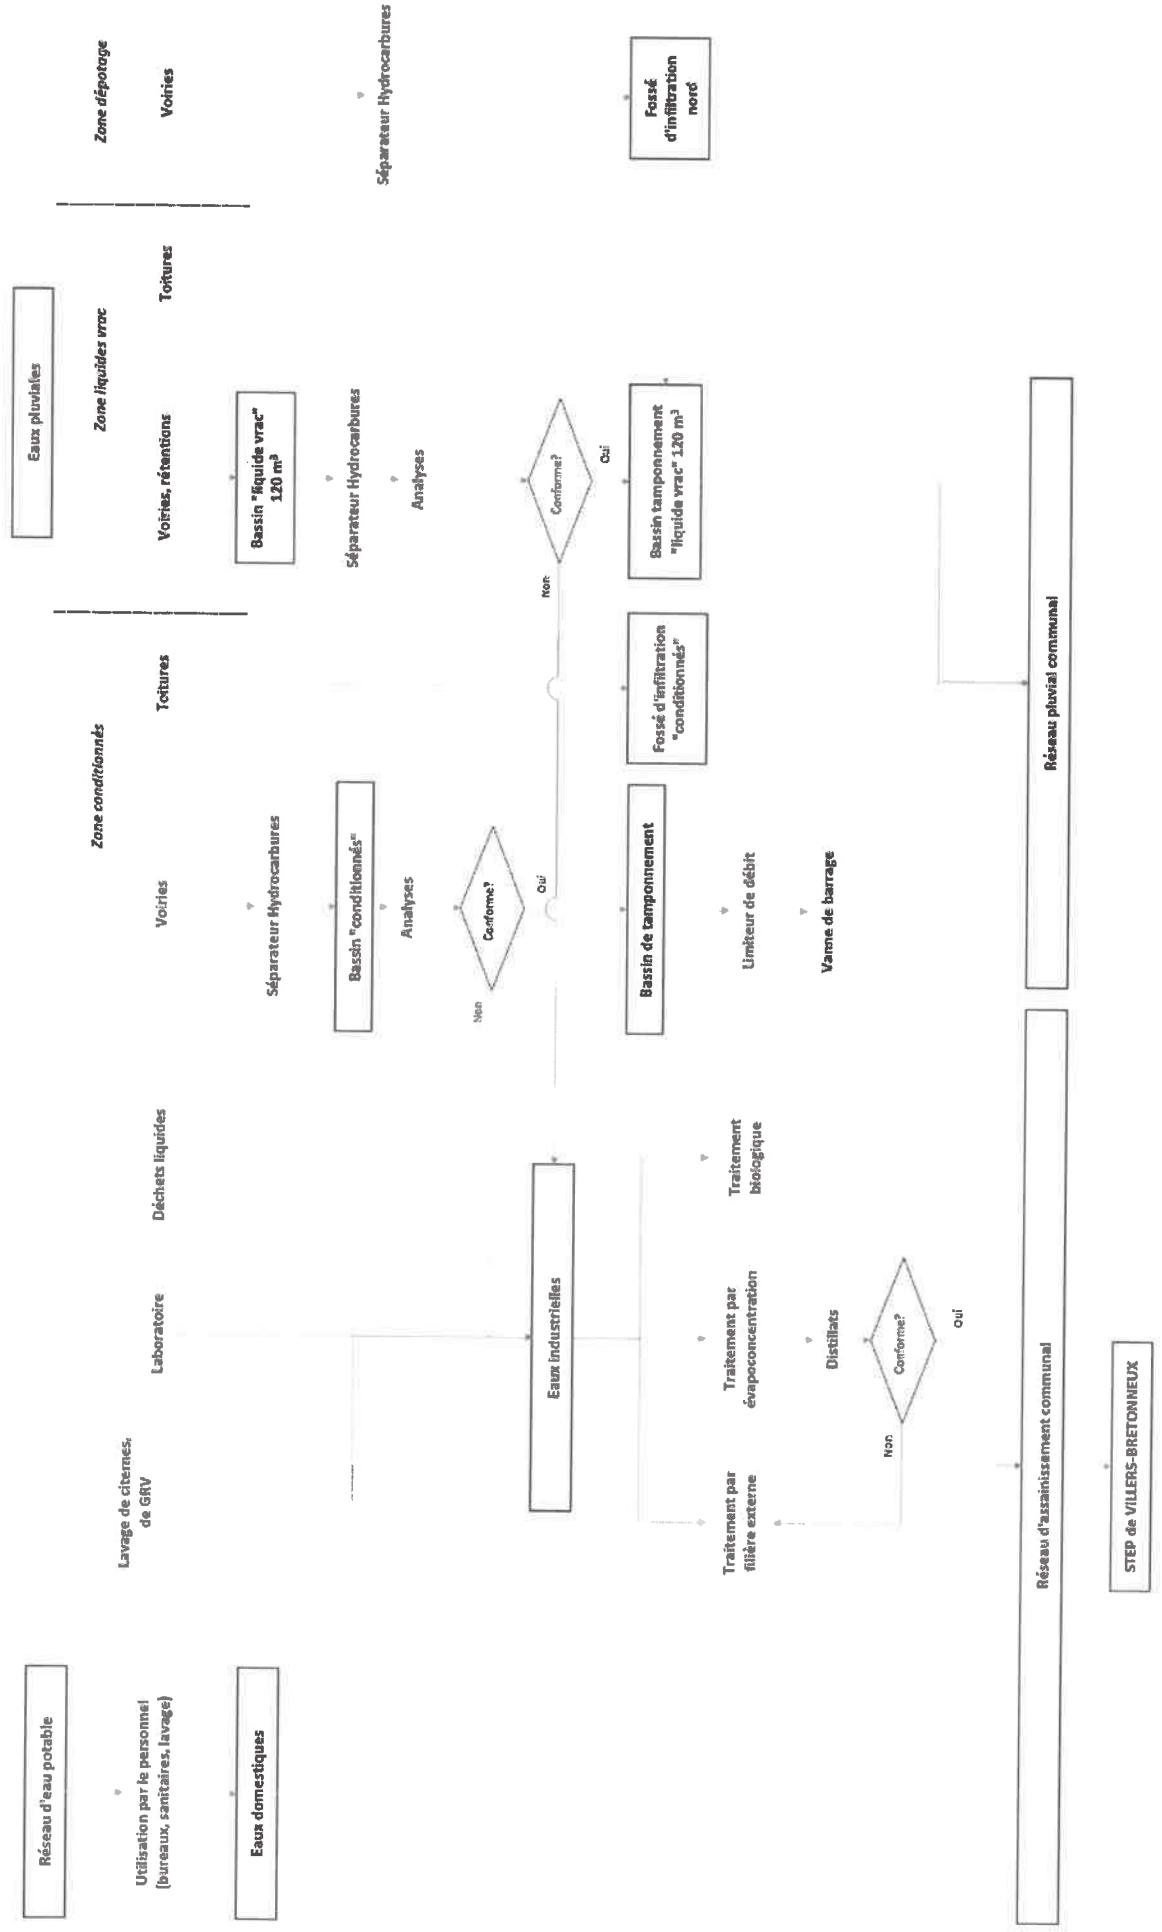 Réseau d'eau potable
Utilisation par le personnel
(bureaux, sanitaires, lavage)
Eaux domestiques
Lavage de citernes,
de GRV
Laboratoire
Déchets liquides
Eaux industrielles
Traitement par
filière externe
Traitement par
évapoconcentration
Traitement
biologique
Distillats
Conforme?
Non
Oui
Réseau d'assainissement communal
STEP de VILLERS-BRETONNEUX
Eaux pluviales
Zone conditionnés
Voiries
Toitures
Séparateur Hydrocarbures
Bassin "conditionnés"
Analyses
Conforme?
Non
Oui
Bassin de tamponnement
Limiteur de débit
Vanne de barrage
Fossé d'infiltration
"conditionnés"
Zone liquides vrac
Voiries, rétentions
Toitures
Bassin "liquide vrac"
120 m³
Séparateur Hydrocarbures
Analyses
Conforme?
Non
Oui
Bassin tamponnement
"liquide vrac" 120 m³
Réseau pluvial communal
Zone dépotage
Voiries
Séparateur Hydrocarbures
Fossé
d'infiltration
nord